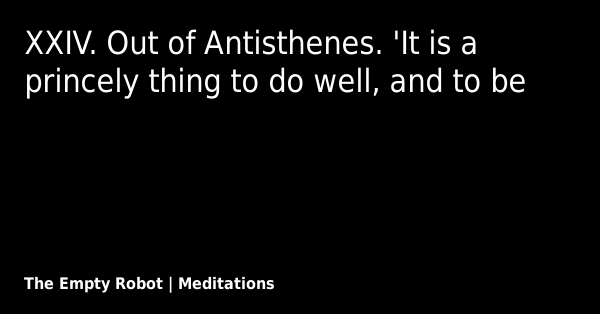 XXIV. Out of Antisthenes. 'It is a
princely thing to do well, and to be
The Empty Robot | Meditations